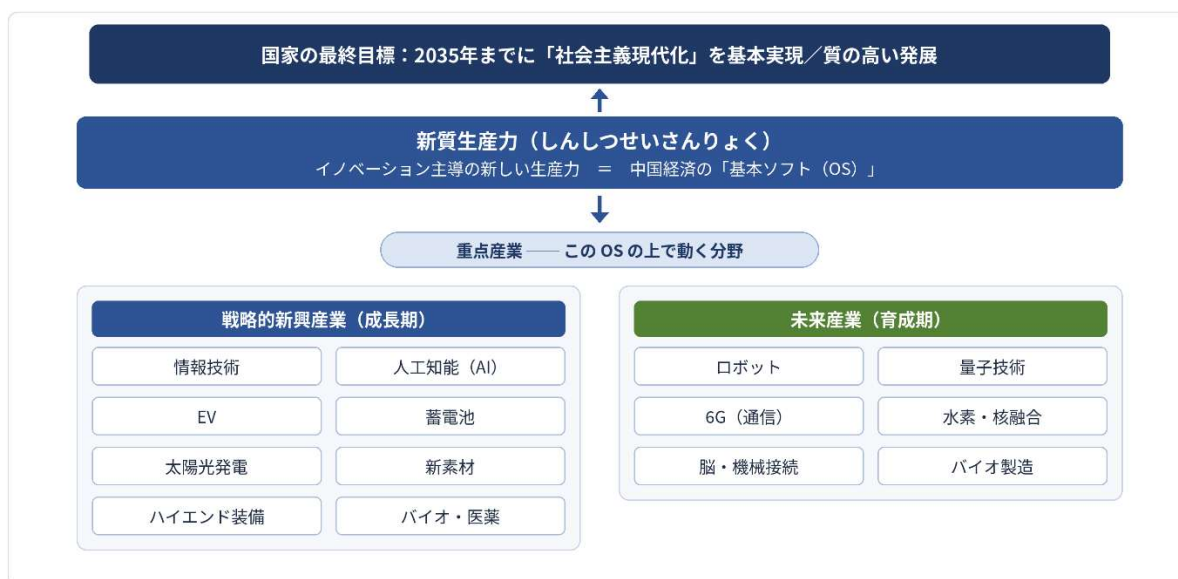 国家の最終目標：2035年までに「社会主義現代化」を基本実現／質の高い発展
新質生産力（しんしつせいさんりょく）
イノベーション主導の新しい生産力　＝　中国経済の「基本ソフト（OS）」
重点産業 ―― この OS の上で動く分野
戦略的新興産業（成長期）
情報技術
人工知能（AI）
EV
蓄電池
太陽光発電
新素材
ハイエンド装備
バイオ・医薬
未来産業（育成期）
ロボット
量子技術
6G（通信）
水素・核融合
脳・機械接続
バイオ製造